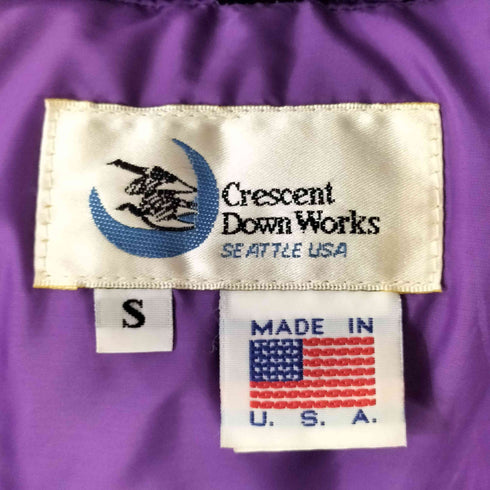 Crescent
Down Works
SEATTLE USA
S
MADE IN
U. S. A.